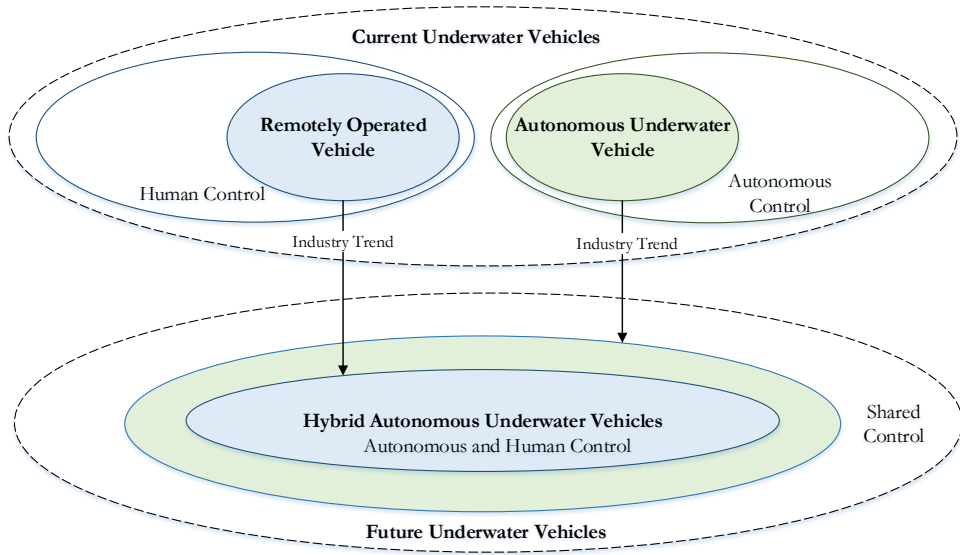 Current Underwater Vehicles
Remotely Operated
Vehicle
Human Control
Autonomous Underwater
Vehicle
Autonomous
Control
Industry Trend
Industry Trend
Hybrid Autonomous Underwater Vehicles
Autonomous and Human Control
Shared
Control
Future Underwater Vehicles